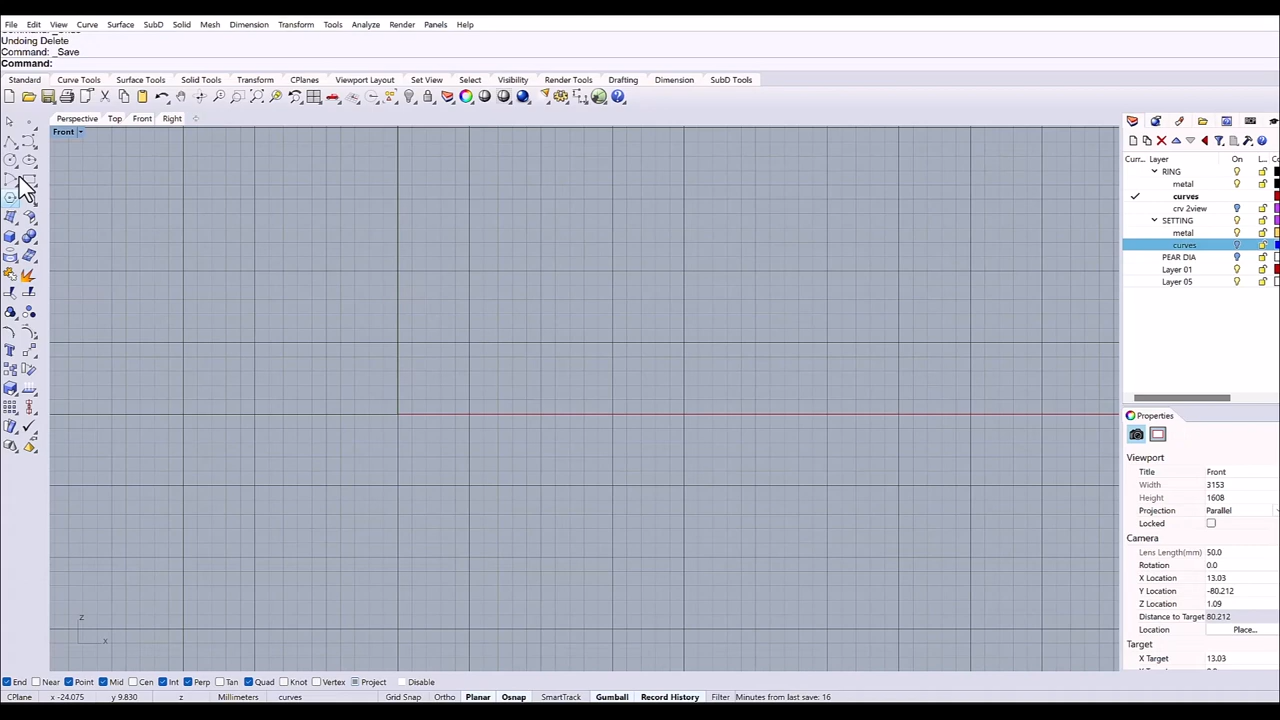 File Edit View Curve Surface SubD Solid Mesh Dimension Transform Tools Analyze Render Panels Help
Undoing Delete
Command: _Save
Command:
Standard Curve Tools Surface Tools Solid Tools Transform CPlanes Viewport Layout Set View Select Visibility Render Tools Drafting Dimension SubD Tools
Perspective Top Front Right
Front
Curr... Layer On L...
RING
metal
curves
crv 2view
SETTING
metal
curves
PEAR DIA
Layer 01
Layer 05
Properties
Viewport
Title Front
Width 3153
Height 1608
Projection Parallel
Locked
Camera
Lens Length(mm) 50.0
Rotation 0.0
X Location 13.03
Y Location -80.212
Z Location 1.09
Distance to Target 80.212
Location Place...
Target
X Target 13.03
z
x
End Near Point Mid Cen Int Perp Tan Quad Knot Vertex Project Disable
CPlane x -24.075 y 9.830 z Millimeters curves Grid Snap Ortho Planar Osnap SmartTrack Gumball Record History Filter Minutes from last save: 16